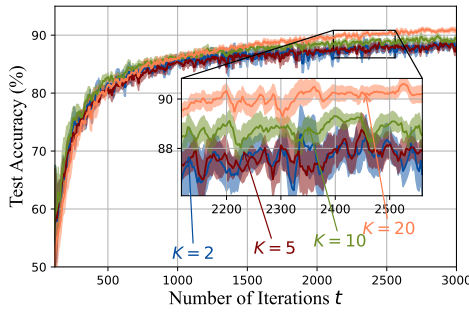 90
80
70
60
50
Test Accuracy (%)
90
88
2200
2300
2400
2500
K = 2
K = 5
K = 10
K = 20
500
1000
1500
2000
2500
3000
Number of Iterations t